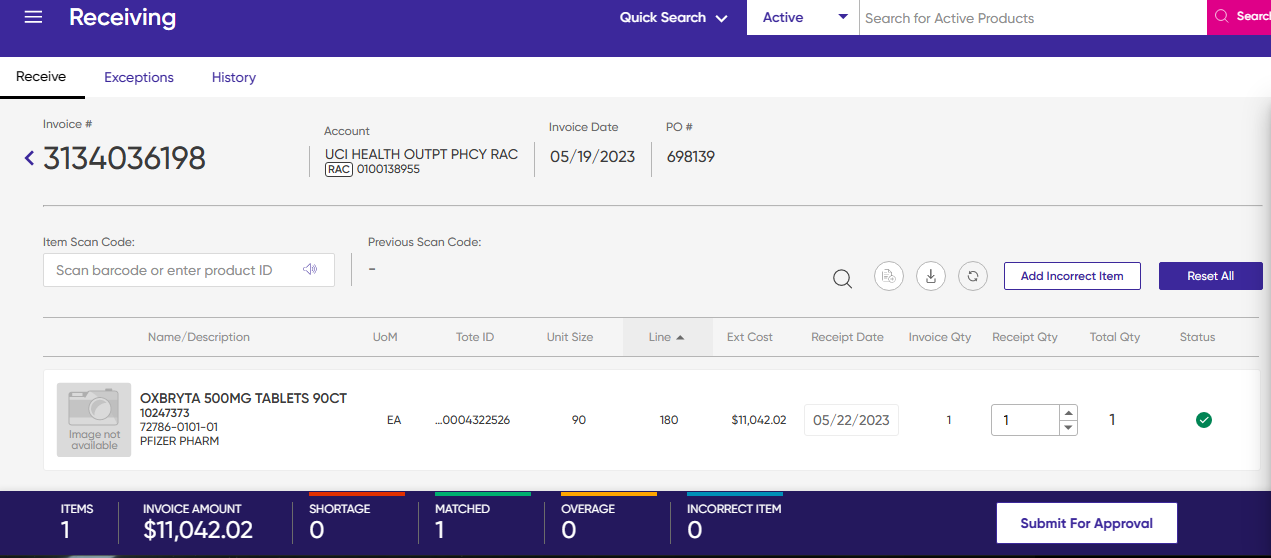 Receiving
Quick Search
Active
Search for Active Products
Search
Receive
Exceptions
History
Invoice #
3134036198
Account
UCI HEALTH OUTPT PHCY RAC
RAC 0100138955
Invoice Date
05/19/2023
PO #
698139
Item Scan Code:
Scan barcode or enter product ID
Previous Scan Code:
-
Add Incorrect Item
Reset All
Name/Description UoM Tote ID Unit Size Line Ext Cost Receipt Date Invoice Qty Receipt Qty Total Qty Status
Image not
available
OXBRYTA 500MG TABLETS 90CT
10247373
72786-0101-01
PFIZER PHARM
EA ...0004322526 90 180 $11,042.02 05/22/2023 1 1 1
ITEMS
1
INVOICE AMOUNT
$11,042.02
SHORTAGE
0
MATCHED
1
OVERAGE
0
INCORRECT ITEM
0
Submit For Approval